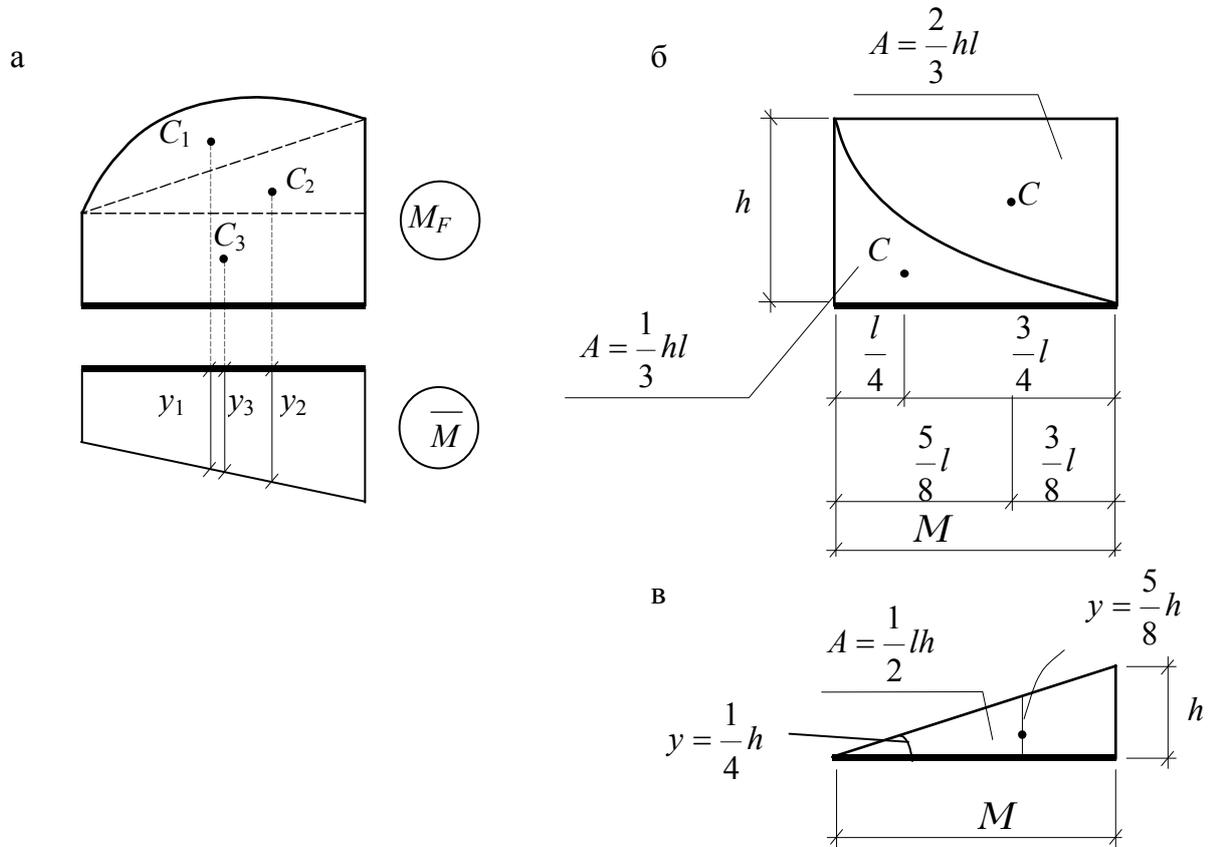 а
C₁
C₂
C₃
M_F
y₁ y₃ y₂
M̅
б
A = 2/3 hl
h
C
C
A = 1/3 hl
l/4 3/4 l
5/8 l 3/8 l
M
в
y = 5/8 h
A = 1/2 lh
h
y = 1/4 h
M